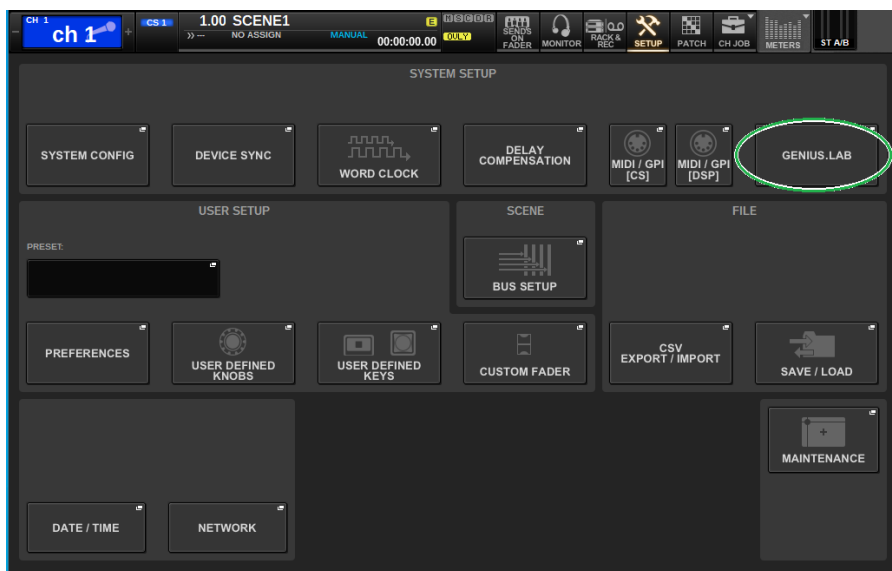 CH 1
ch 1
CS 1
1.00 SCENE1
E
NO ASSIGN
MANUAL
00:00:00.00
SENDS
ON
FADER
MONITOR
RACK &
REC
SETUP
PATCH
CH JOB
METERS
ST A/B
SYSTEM SETUP
SYSTEM CONFIG
DEVICE SYNC
WORD CLOCK
DELAY
COMPENSATION
MIDI / GPI
[CS]
MIDI / GPI
[DSP]
GENIUS.LAB
USER SETUP
SCENE
FILE
PRESET:
BUS SETUP
PREFERENCES
USER DEFINED
KNOBS
USER DEFINED
KEYS
CUSTOM FADER
CSV
EXPORT / IMPORT
SAVE / LOAD
MAINTENANCE
DATE / TIME
NETWORK